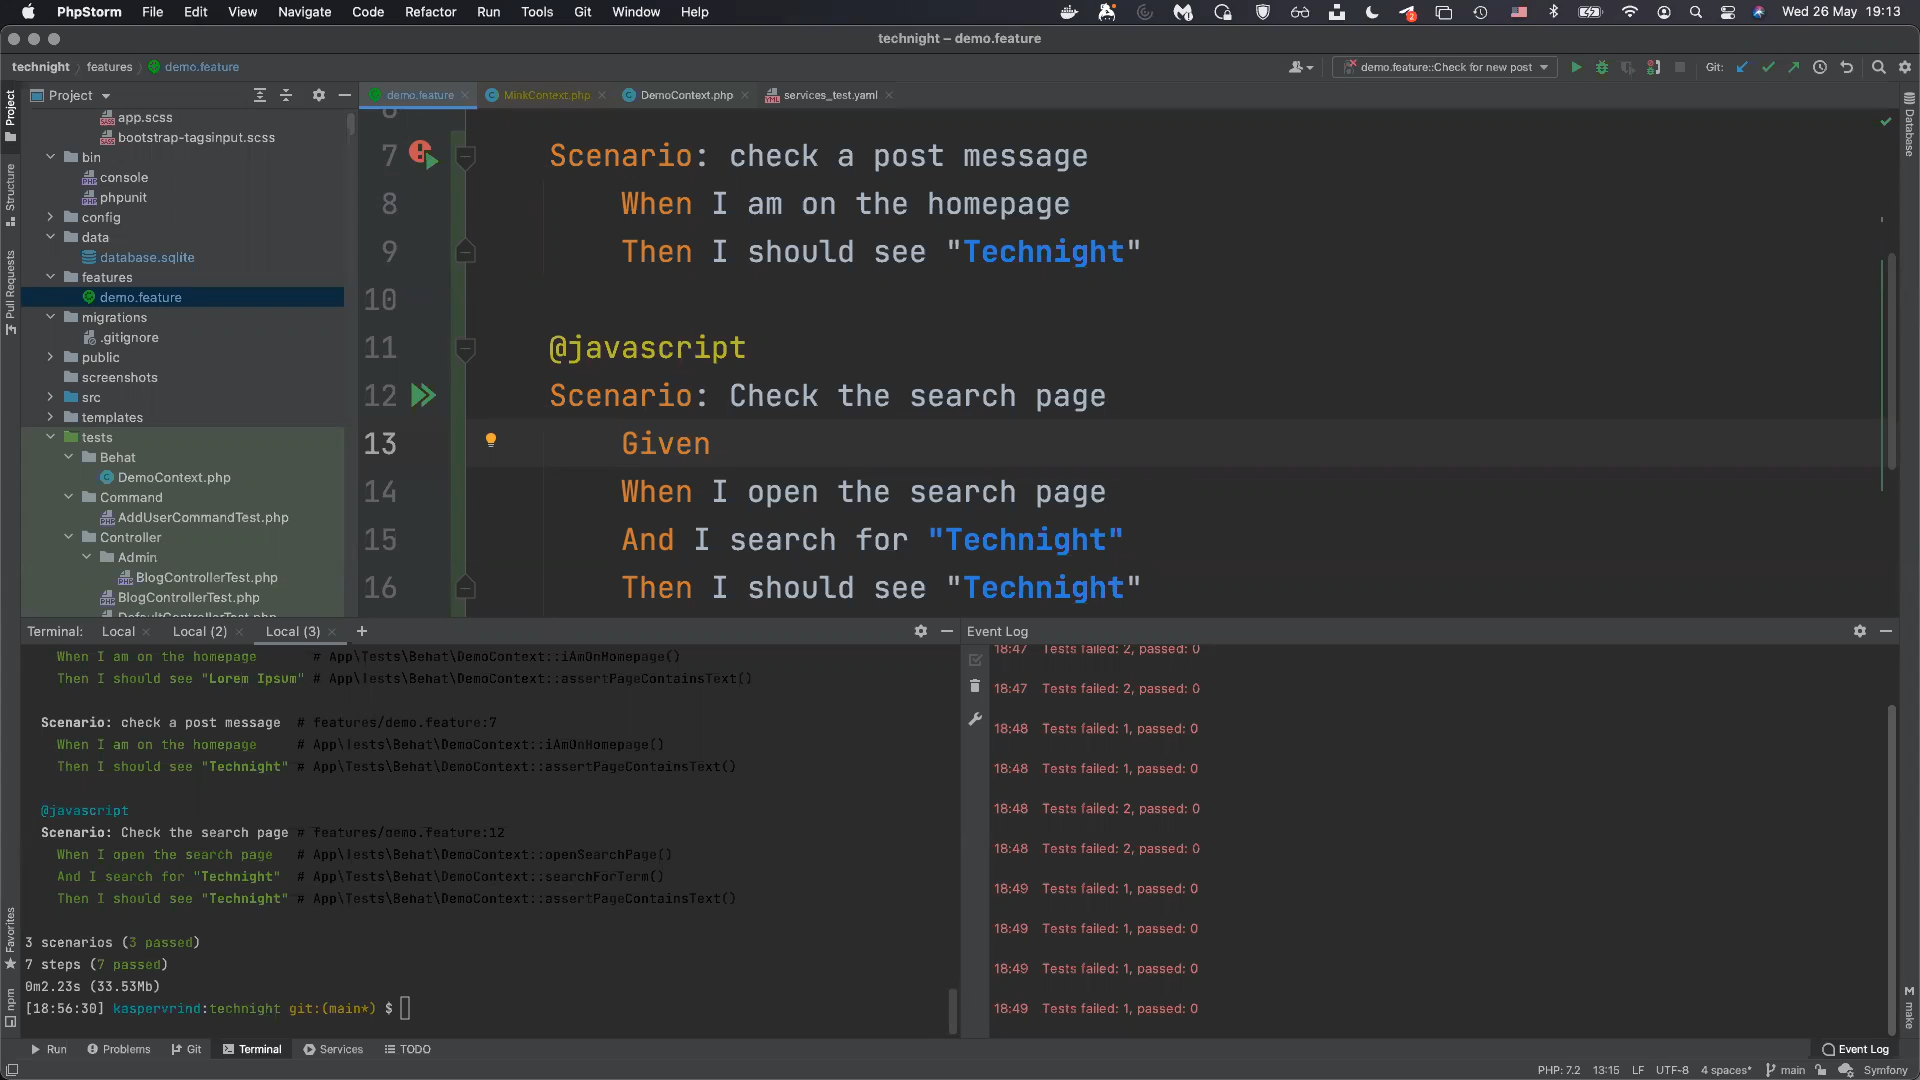 PhpStorm File Edit View Navigate Code Refactor Run Tools Git Window Help
2
Wed 26 May 19:13
technight – demo.feature
technight features demo.feature
demo.feature::Check for new post
Git:
Project
demo.feature MinkContext.php DemoContext.php services_test.yaml
Project
Structure
Pull Requests
Favorites
npm
Database
make
app.scss
bootstrap-tagsinput.scss
bin
console
phpunit
config
data
database.sqlite
features
demo.feature
migrations
.gitignore
public
screenshots
src
templates
tests
Behat
DemoContext.php
Command
AddUserCommandTest.php
Controller
Admin
BlogControllerTest.php
BlogControllerTest.php
DefaultControllerTest.php
6
7 Scenario: check a post message
8 When I am on the homepage
9 Then I should see "Technight"
10
11 @javascript
12 Scenario: Check the search page
13 Given
14 When I open the search page
15 And I search for "Technight"
16 Then I should see "Technight"
Terminal: Local Local (2) Local (3) +
When I am on the homepage # App\Tests\Behat\DemoContext::iAmOnHomepage()
Then I should see "Lorem Ipsum" # App\Tests\Behat\DemoContext::assertPageContainsText()
Scenario: check a post message # features/demo.feature:7
When I am on the homepage # App\Tests\Behat\DemoContext::iAmOnHomepage()
Then I should see "Technight" # App\Tests\Behat\DemoContext::assertPageContainsText()
@javascript
Scenario: Check the search page # features/demo.feature:12
When I open the search page # App\Tests\Behat\DemoContext::openSearchPage()
And I search for "Technight" # App\Tests\Behat\DemoContext::searchForTerm()
Then I should see "Technight" # App\Tests\Behat\DemoContext::assertPageContainsText()
3 scenarios (3 passed)
7 steps (7 passed)
0m2.23s (33.53Mb)
[18:56:30] kaspervrind:technight git:(main*) $
Event Log
18:47 Tests failed: 2, passed: 0
18:47 Tests failed: 2, passed: 0
18:48 Tests failed: 1, passed: 0
18:48 Tests failed: 1, passed: 0
18:48 Tests failed: 2, passed: 0
18:48 Tests failed: 2, passed: 0
18:49 Tests failed: 1, passed: 0
18:49 Tests failed: 1, passed: 0
18:49 Tests failed: 1, passed: 0
18:49 Tests failed: 1, passed: 0
Run Problems Git Terminal Services TODO
Event Log
PHP: 7.2 13:15 LF UTF-8 4 spaces* main Symfony